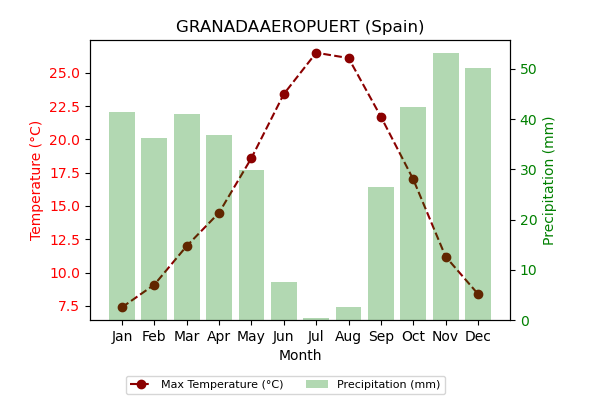 GRANADAAEROPUERT (Spain)
Temperature (°C)
25.0
22.5
20.0
17.5
15.0
12.5
10.0
7.5
50
40
30
20
10
0
Precipitation (mm)
Jan Feb Mar Apr May Jun Jul Aug Sep Oct Nov Dec
Month
Max Temperature (°C) Precipitation (mm)